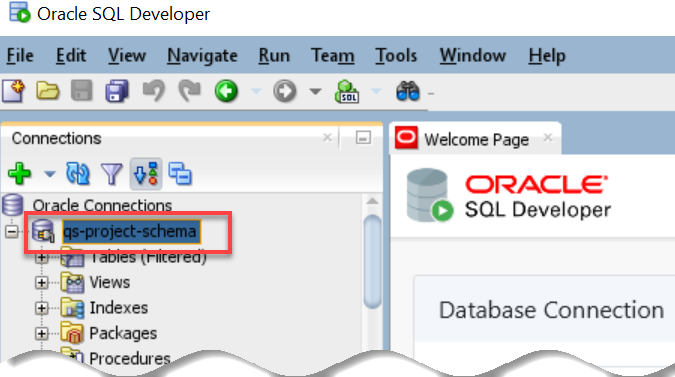 Oracle SQL Developer
File Edit View Navigate Run Team Tools Window Help
SQL
Connections
Welcome Page
Oracle Connections
qs-project-schema
Tables (Filtered)
Views
Indexes
Packages
Procedures
ORACLE
SQL Developer
Database Connection